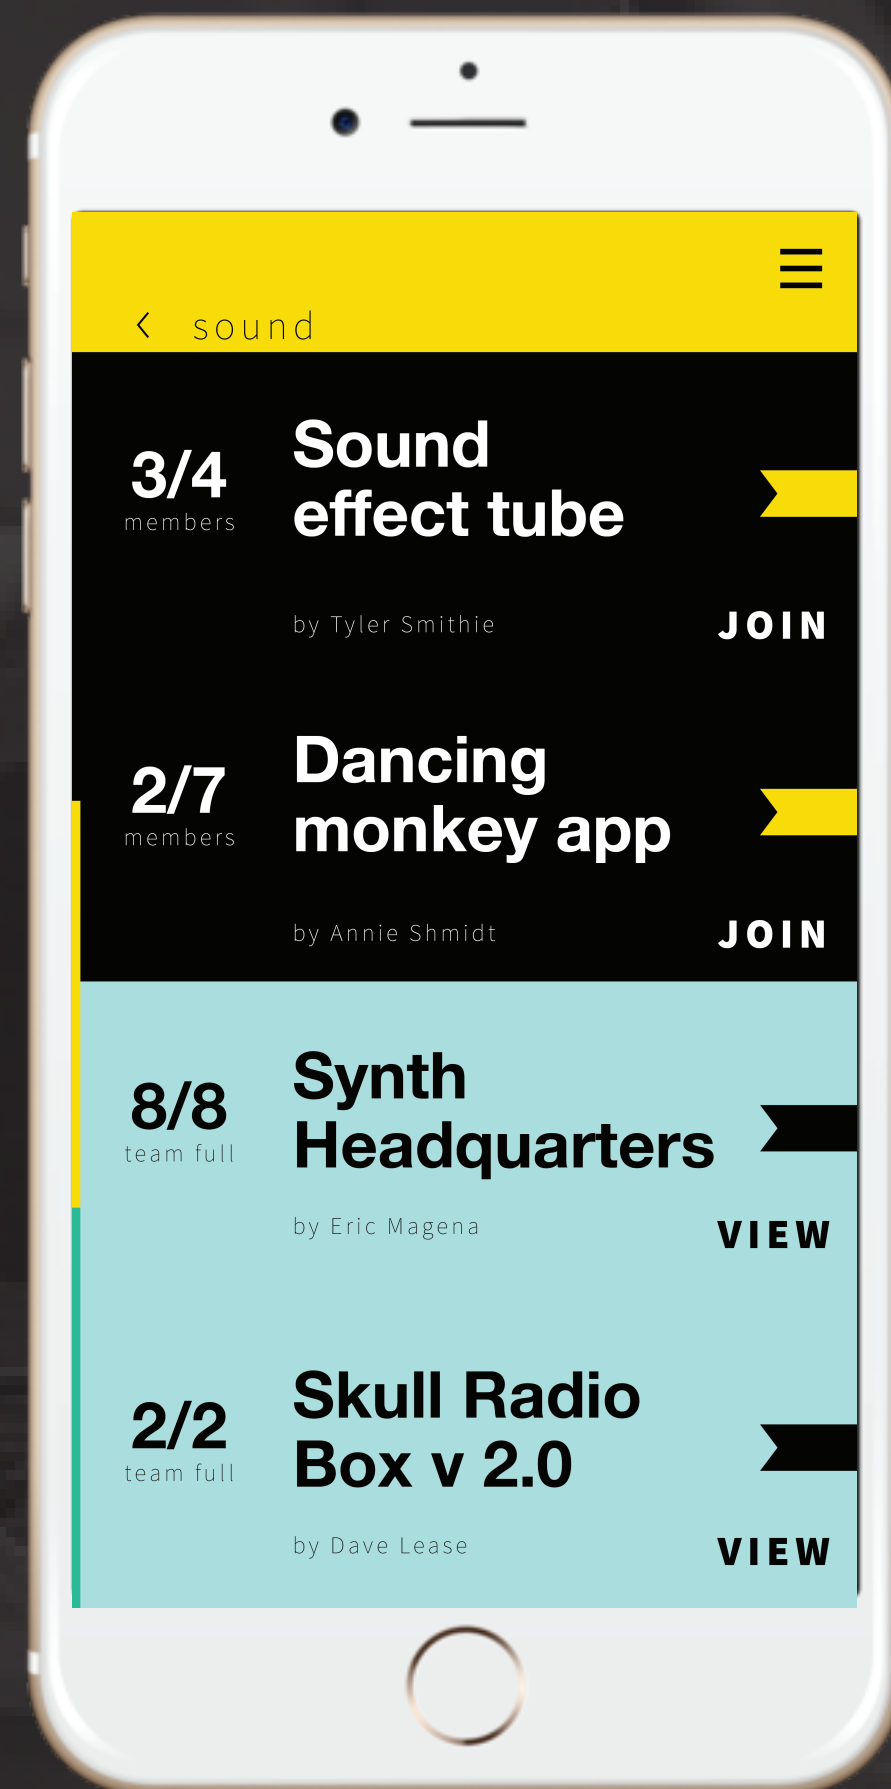 sound
3/4
members
Sound
effect tube
by Tyler Smithie
JOIN
2/7
members
Dancing
monkey app
by Annie Shmidt
JOIN
8/8
team full
Synth
Headquarters
by Eric Magena
VIEW
2/2
team full
Skull Radio
Box v 2.0
by Dave Lease
VIEW